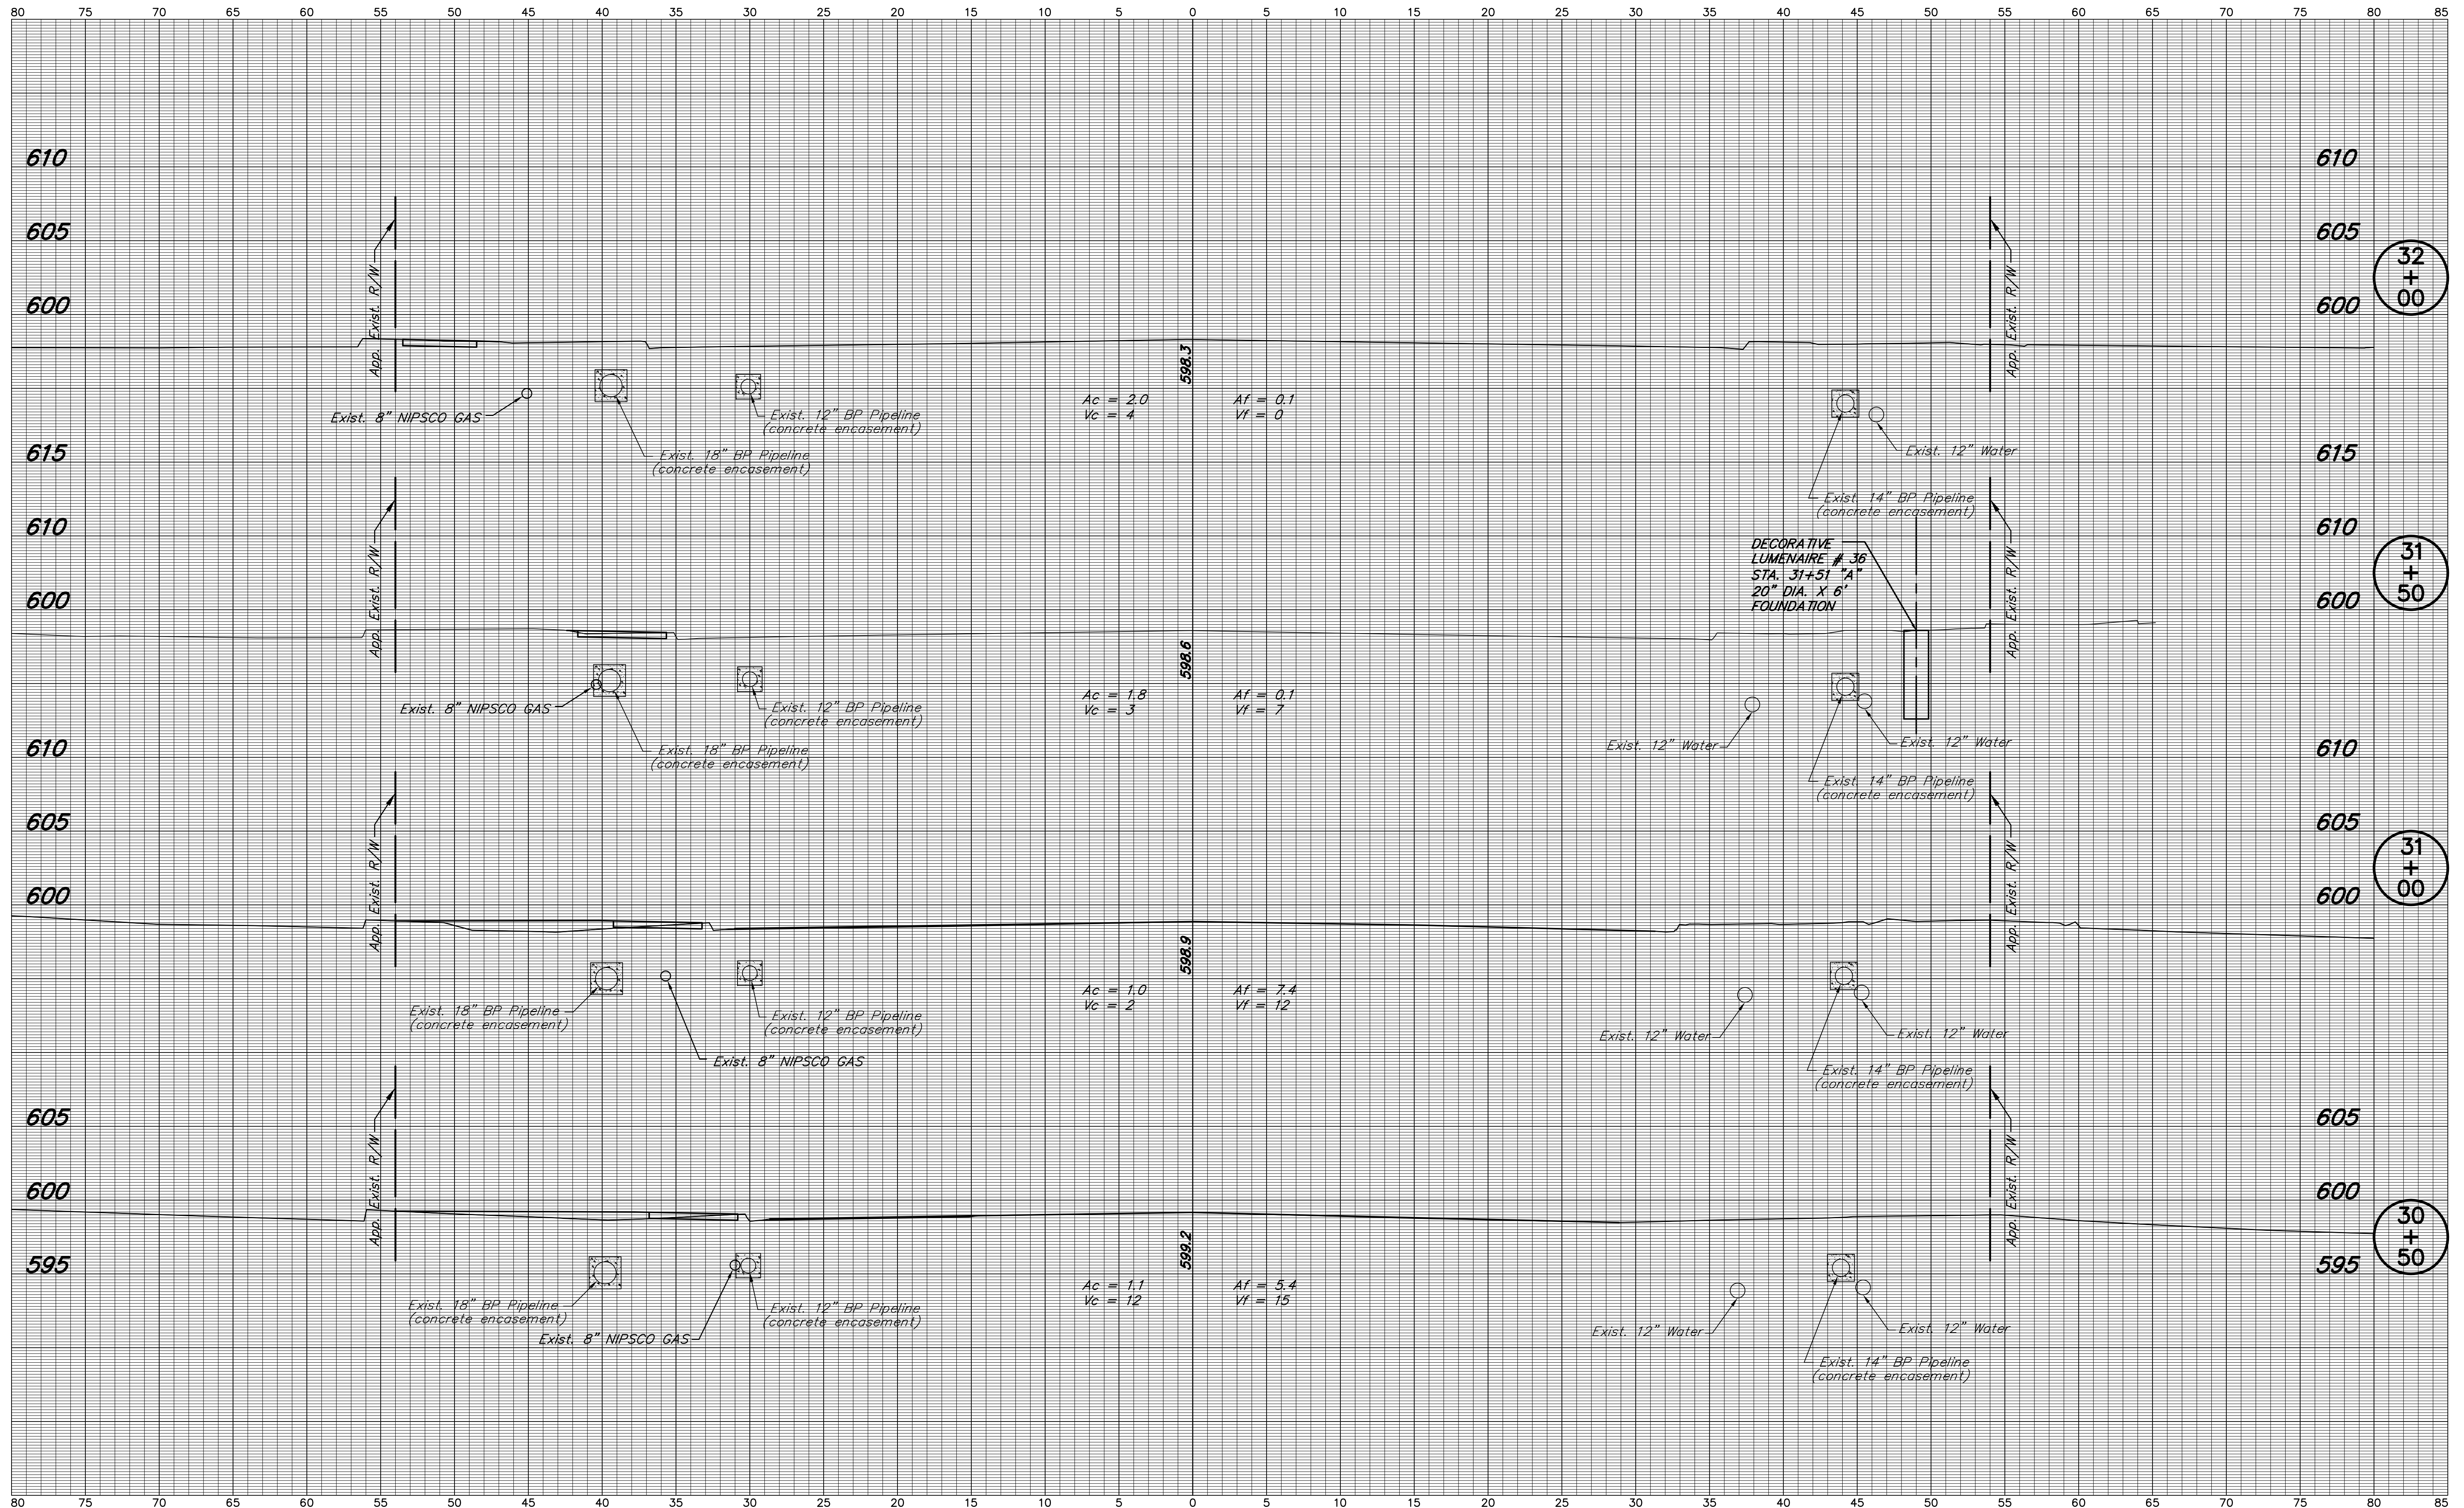 80 75 70 65 60 55 50 45 40 35 30 25 20 15 10 5 0 5 10 15 20 25 30 35 40 45 50 55 60 65 70 75 80 85
610 610
605 605
32
+
00
600 600
App. Exist. R/W
App. Exist. R/W
598.3
Exist. 8" NIPSCO GAS
Exist. 12" BP Pipeline
(concrete encasement)
Exist. 18" BP Pipeline
(concrete encasement)
Ac = 2.0 Af = 0.1
Vc = 4 Vf = 0
Exist. 12" Water
Exist. 14" BP Pipeline
(concrete encasement)
615 615
610 610
31
+
50
600 600
App. Exist. R/W
App. Exist. R/W
DECORATIVE
LUMENAIRE # 36
STA. 31+51 "A"
20" DIA. X 6'
FOUNDATION
598.6
Exist. 8" NIPSCO GAS
Exist. 12" BP Pipeline
(concrete encasement)
Exist. 18" BP Pipeline
(concrete encasement)
Ac = 1.8 Af = 0.1
Vc = 3 Vf = 7
Exist. 12" Water
Exist. 12" Water
Exist. 14" BP Pipeline
(concrete encasement)
610 610
605 605
31
+
00
600 600
App. Exist. R/W
App. Exist. R/W
598.9
Exist. 18" BP Pipeline
(concrete encasement)
Exist. 12" BP Pipeline
(concrete encasement)
Exist. 8" NIPSCO GAS
Ac = 1.0 Af = 7.4
Vc = 2 Vf = 12
Exist. 12" Water
Exist. 12" Water
Exist. 14" BP Pipeline
(concrete encasement)
605 605
600 600
30
+
50
595 595
App. Exist. R/W
App. Exist. R/W
599.2
Exist. 18" BP Pipeline
(concrete encasement)
Exist. 12" BP Pipeline
(concrete encasement)
Exist. 8" NIPSCO GAS
Ac = 1.1 Af = 5.4
Vc = 12 Vf = 15
Exist. 12" Water
Exist. 12" Water
Exist. 14" BP Pipeline
(concrete encasement)
80 75 70 65 60 55 50 45 40 35 30 25 20 15 10 5 0 5 10 15 20 25 30 35 40 45 50 55 60 65 70 75 80 85